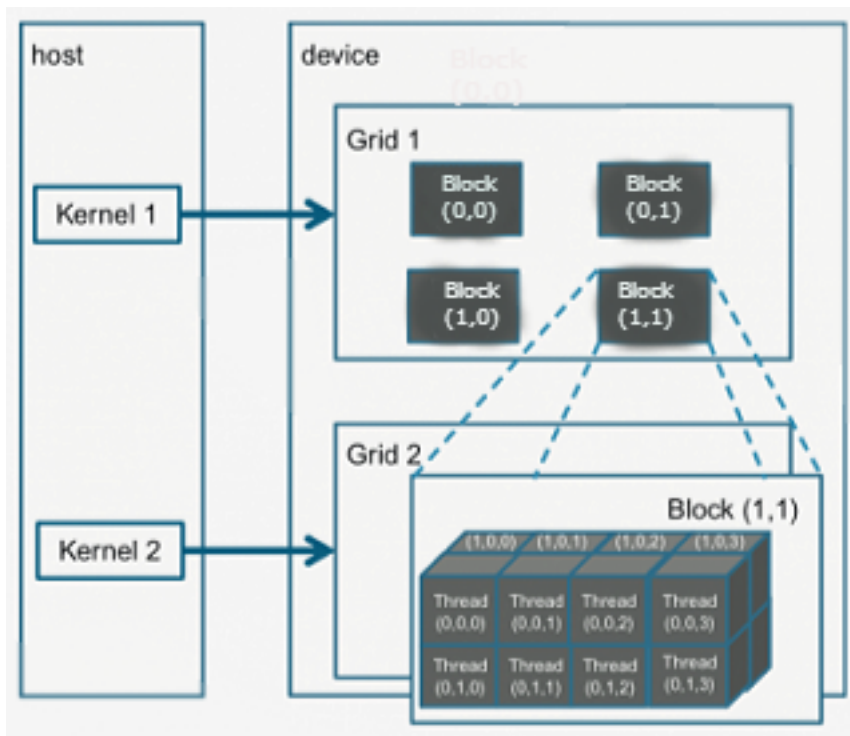 host
device
Block
(0,0)
Grid 1
Block
(0,0)
Block
(0,1)
Kernel 1
Block
(1,0)
Block
(1,1)
Grid 2
Block (1,1)
Kernel 2
(1,0,0) (1,0,1) (1,0,2) (1,0,3)
Thread
(0,0,0)
Thread
(0,0,1)
Thread
(0,0,2)
Thread
(0,0,3)
Thread
(0,1,0)
Thread
(0,1,1)
Thread
(0,1,2)
Thread
(0,1,3)